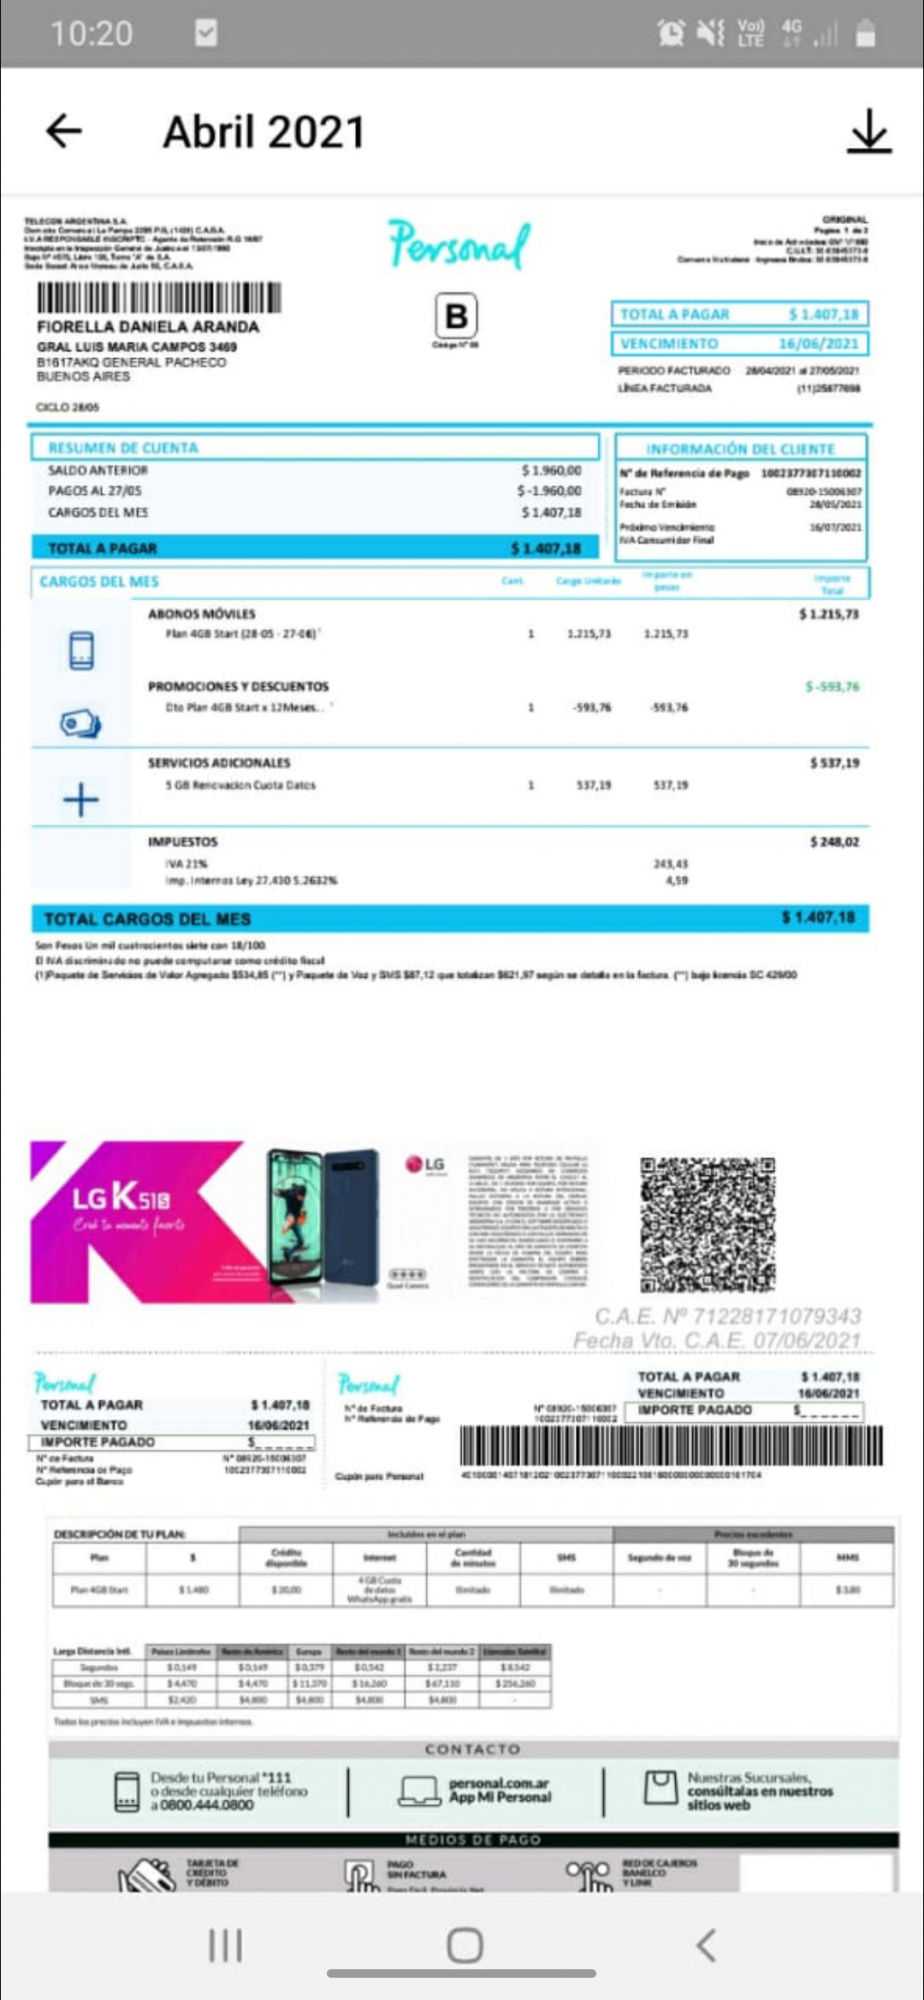 10:20
Voj) LTE 4G
Abril 2021
TELECOM ARGENTINA S.A.
ORIGINAL
Personal
B
FIORELLA DANIELA ARANDA
GRAL LUIS MARIA CAMPOS 3469
B1617AKQ GENERAL PACHECO
BUENOS AIRES
CICLO 28/05
TOTAL A PAGAR $ 1.407,18
VENCIMIENTO 16/06/2021
PERIODO FACTURADO 28/04/2021 al 27/05/2021
LÍNEA FACTURADA
RESUMEN DE CUENTA
SALDO ANTERIOR $ 1.960,00
PAGOS AL 27/05 $ -1.960,00
CARGOS DEL MES $ 1.407,18
TOTAL A PAGAR $ 1.407,18
INFORMACIÓN DEL CLIENTE
N° de Referencia de Pago 1002377307110002
Factura N° 08920-15006307
Fecha de Emisión 28/05/2021
Próximo Vencimiento 16/07/2021
IVA Consumidor Final
CARGOS DEL MES Cant. Cargo Unitario Importe en pesos Importe Total
ABONOS MÓVILES $ 1.215,73
Plan 4GB Start (28-05 - 27-06) 1 1.215,73 1.215,73
PROMOCIONES Y DESCUENTOS $ -593,76
Dto Plan 4GB Start x 12Meses.. 1 -593,76 -593,76
SERVICIOS ADICIONALES $ 537,19
5 GB Renovacion Cuota Datos 1 537,19 537,19
IMPUESTOS $ 248,02
IVA 21% 243,43
Imp. Internos Ley 27.430 5.2632% 4,59
TOTAL CARGOS DEL MES $ 1.407,18
Son Pesos Un mil cuatrocientos siete con 18/100
El IVA discriminado no puede computarse como crédito fiscal
(1)Paquete de Servicios de Valor Agregado $534,85 (**) y Paquete de Voz y SMS $87,12 que totalizan $621,97 según se detalla en la factura. (**) bajo licencia SC 429/00
LG K51S
LG
Quad Camera
C.A.E. Nº 71228171079343
Fecha Vto. C.A.E. 07/06/2021
Personal
TOTAL A PAGAR $ 1.407,18
VENCIMIENTO 16/06/2021
IMPORTE PAGADO $
N° de Factura N° 08920-15006307
N° Referencia de Pago 1002377307110002
Cupón para el Banco
Personal
N° de Factura N° 08920-15006307
N° Referencia de Pago 1002377307110002
TOTAL A PAGAR $ 1.407,18
VENCIMIENTO 16/06/2021
IMPORTE PAGADO $
Cupón para Personal
DESCRIPCIÓN DE TU PLAN: Incluidos en el plan Precios excedentes
Plan $ Crédito disponible Internet Cantidad de minutos SMS Segundo de voz Bloque de 30 segundos MMS
Plan 4GB Start $ 1.480 $ 20,00 4 GB Cuota de datos WhatsApp gratis Ilimitado Ilimitado - - $ 3,80
Larga Distancia Intl. Países Limítrofes Resto de América Europa Resto del mundo 1 Resto del mundo 2 Llamadas Satelital
Segundos $ 0,149 $ 0,149 $ 0,379 $ 0,542 $ 2,237 $ 8,542
Bloque de 30 segs. $ 4,470 $ 4,470 $ 11,370 $ 16,260 $ 67,110 $ 256,260
SMS $2,420 $4,800 $4,800 $4,800 $4,800 -
Todos los precios incluyen IVA e impuestos internos.
CONTACTO
Desde tu Personal *111
o desde cualquier teléfono
a 0800.444.0800
personal.com.ar
App Mi Personal
Nuestras Sucursales,
consúltalas en nuestros
sitios web
MEDIOS DE PAGO
TARJETA DE
CRÉDITO
Y DÉBITO
PAGO
SIN FACTURA
RED DE CAJEROS
BANELCO
Y LINK